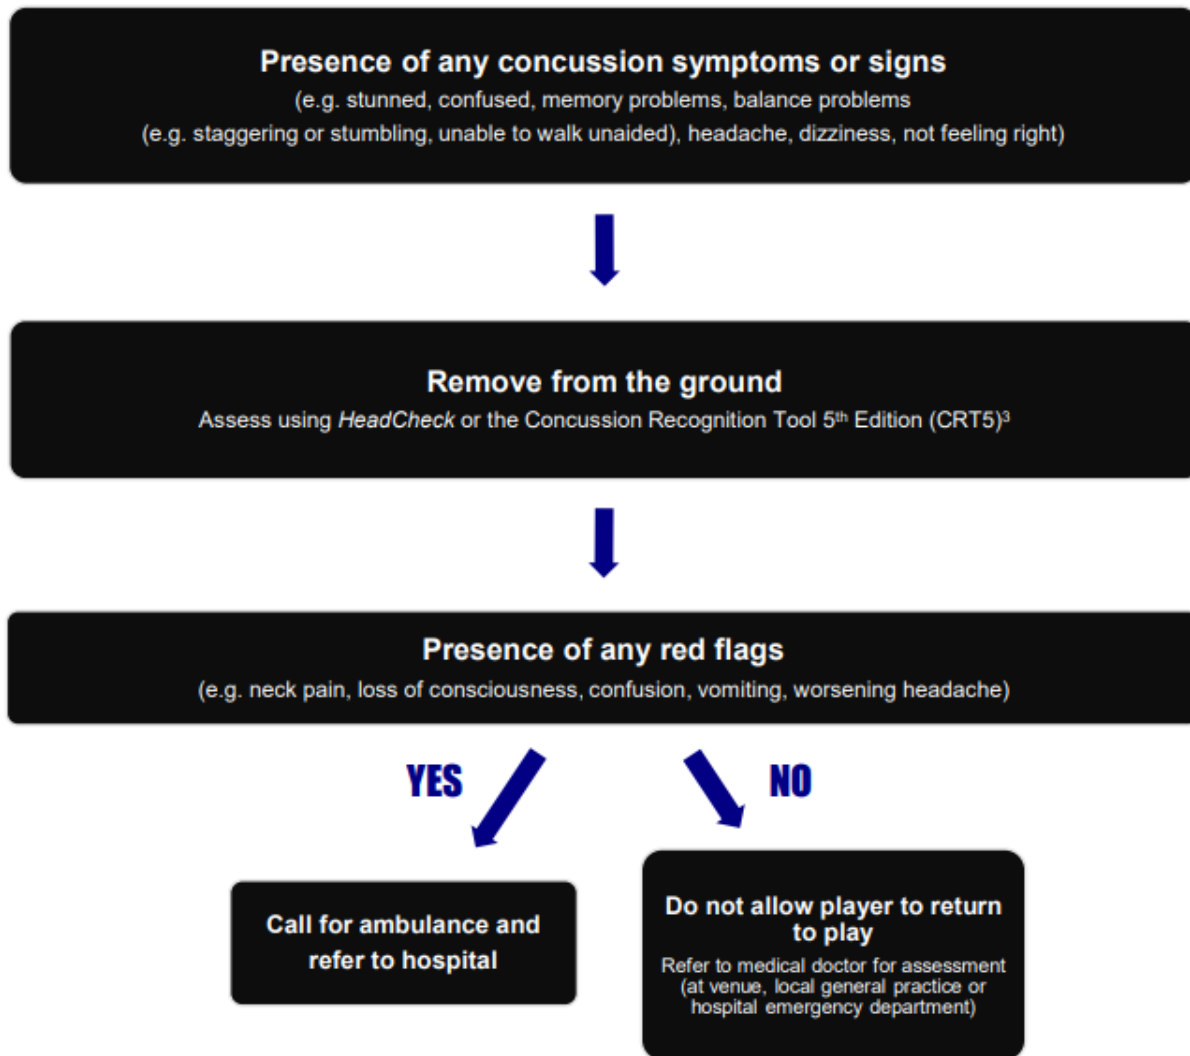 Presence of any concussion symptoms or signs
(e.g. stunned, confused, memory problems, balance problems
(e.g. staggering or stumbling, unable to walk unaided), headache, dizziness, not feeling right)
Remove from the ground
Assess using HeadCheck or the Concussion Recognition Tool 5th Edition (CRT5)³
Presence of any red flags
(e.g. neck pain, loss of consciousness, confusion, vomiting, worsening headache)
YES
NO
Call for ambulance and
refer to hospital
Do not allow player to return
to play
Refer to medical doctor for assessment
(at venue, local general practice or
hospital emergency department)